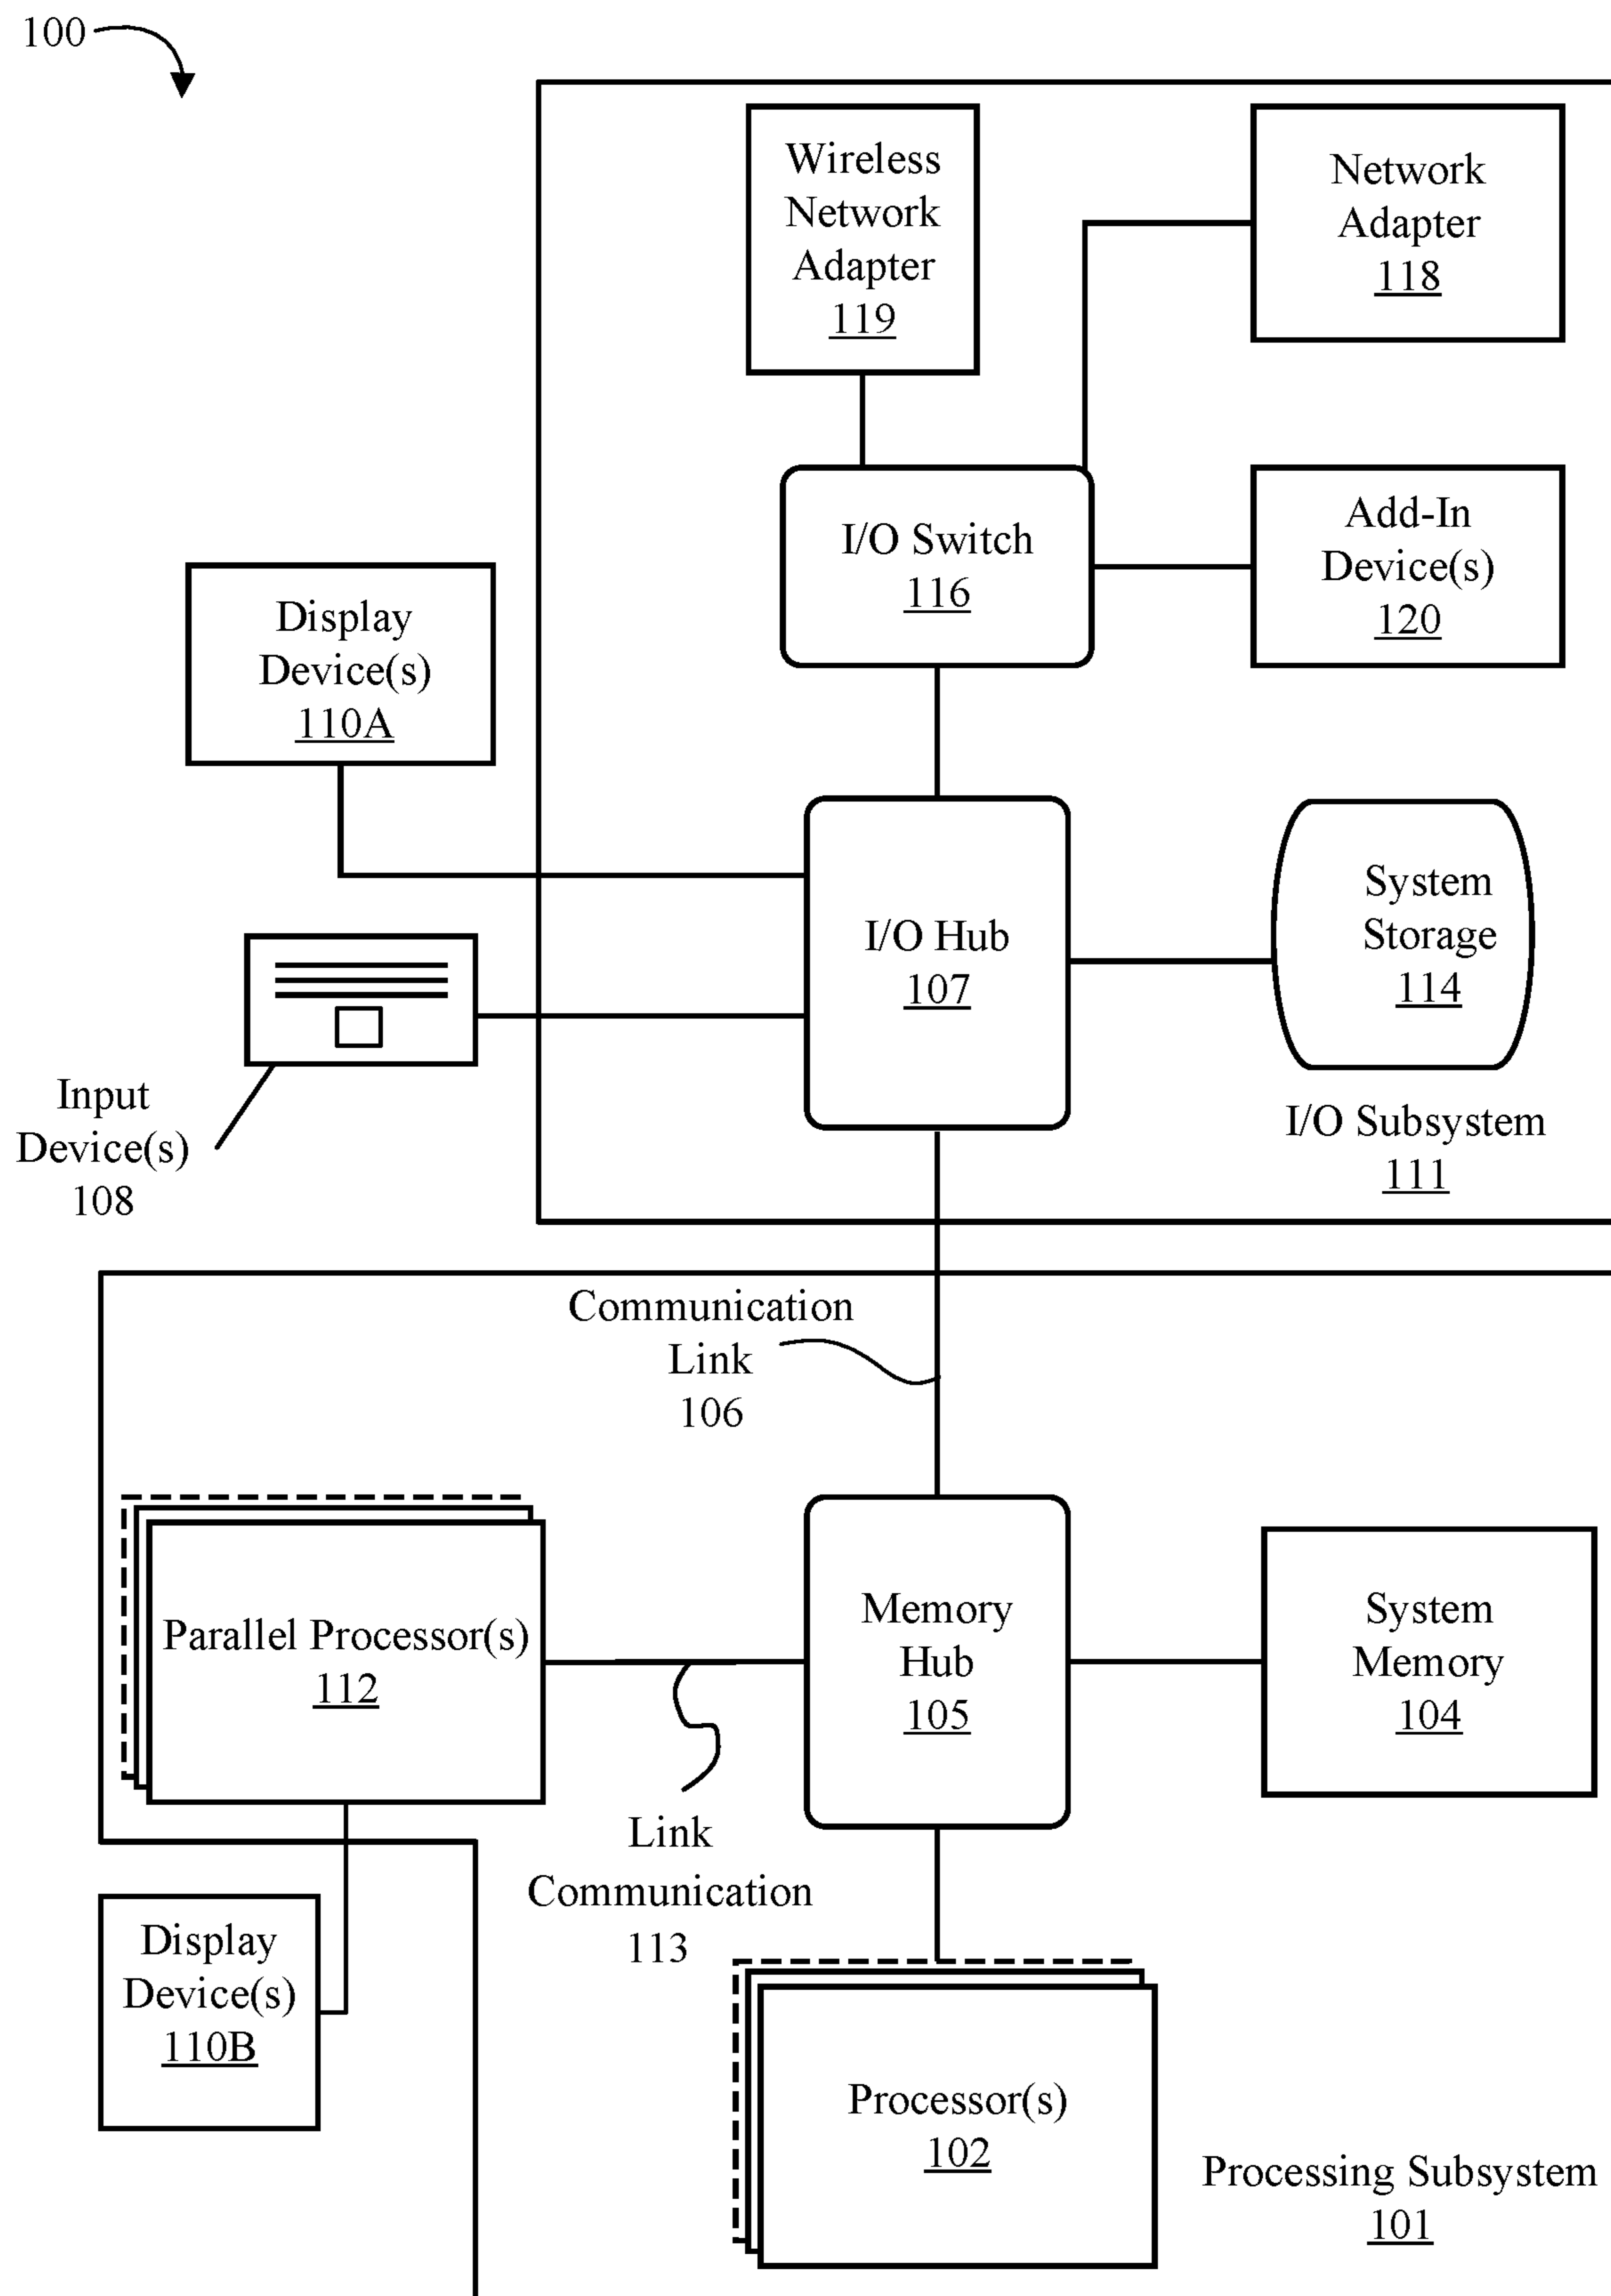 100
Wireless
Network
Adapter
119
Network
Adapter
118
I/O Switch
116
Add-In
Device(s)
120
Display
Device(s)
110A
I/O Hub
107
System
Storage
114
Input
Device(s)
108
I/O Subsystem
111
Communication
Link
106
Parallel Processor(s)
112
Memory
Hub
105
System
Memory
104
Link
Communication
113
Display
Device(s)
110B
Processor(s)
102
Processing Subsystem
101